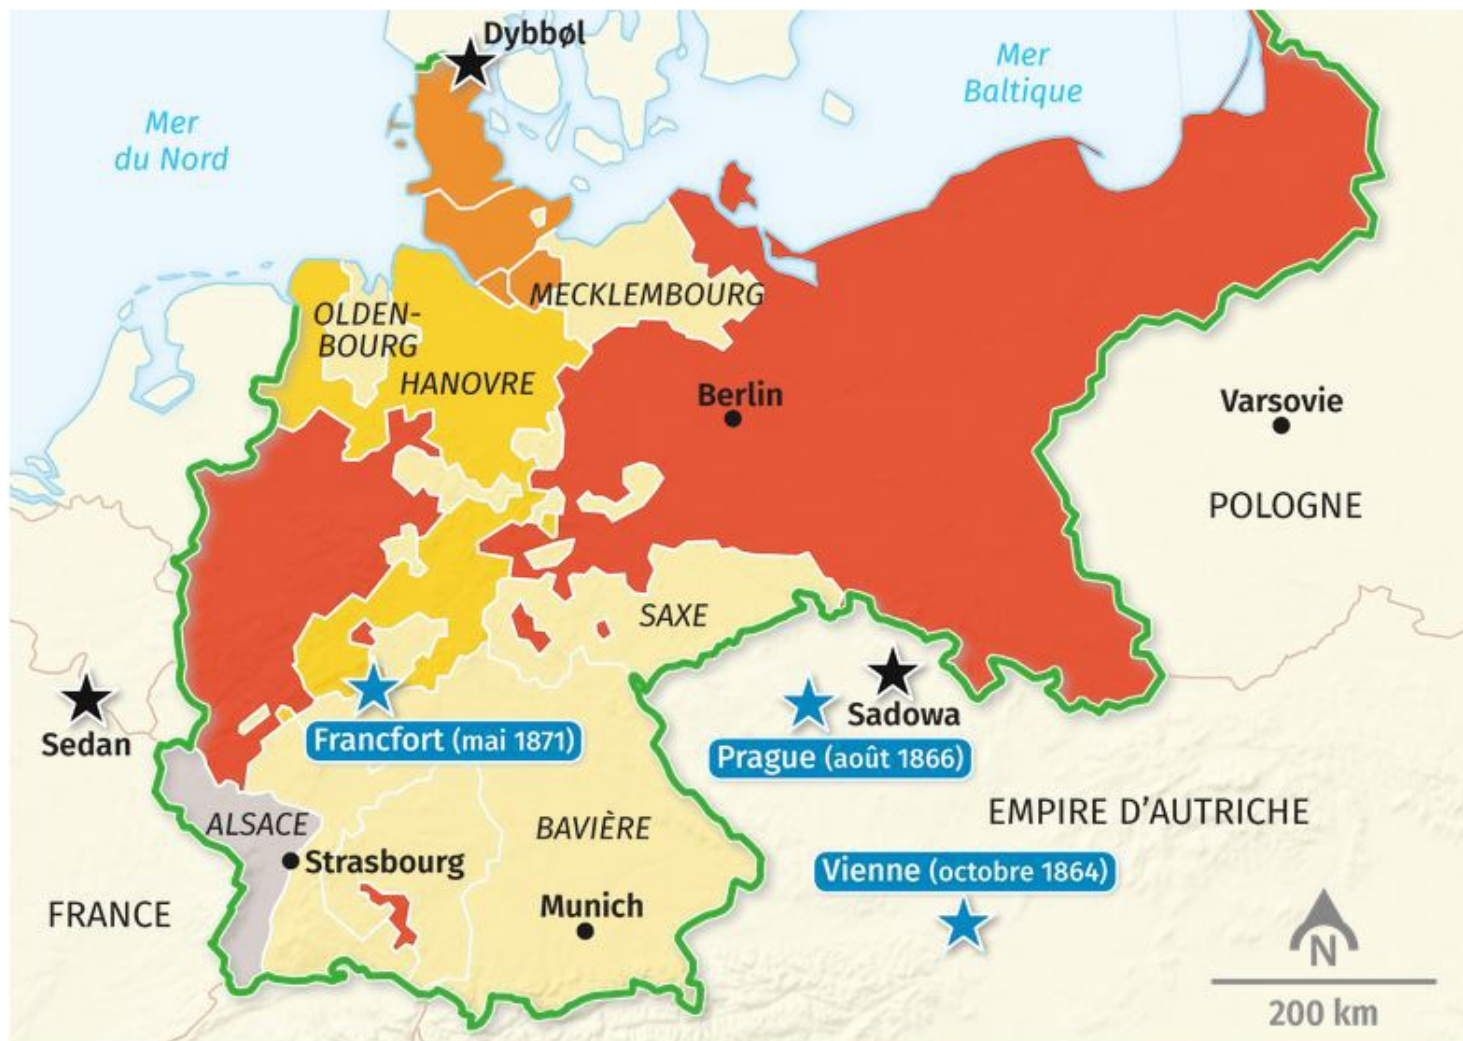 Dybbøl
Mer
Baltique
Mer
du Nord
MECKLEMBOURG
OLDEN-
BOURG
HANOVRE
Berlin
Varsovie
POLOGNE
SAXE
Sedan
Francfort (mai 1871)
Sadowa
Prague (août 1866)
EMPIRE D'AUTRICHE
ALSACE
BAVIÈRE
Strasbourg
Vienne (octobre 1864)
FRANCE
Munich
N
200 km